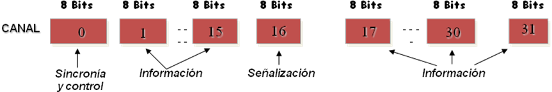 8 Bits 8 Bits 8 Bits 8 Bits 8 Bits 8 Bits 8 Bits
CANAL 0 1 -- -- 15 16 17 -- - -- 30 31
Sincronía Información Señalización Información
y control